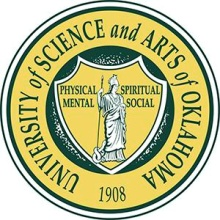 UNIVERSITY of SCIENCE and ARTS of OKLAHOMA
PHYSICAL SPIRITUAL
MENTAL SOCIAL
1908